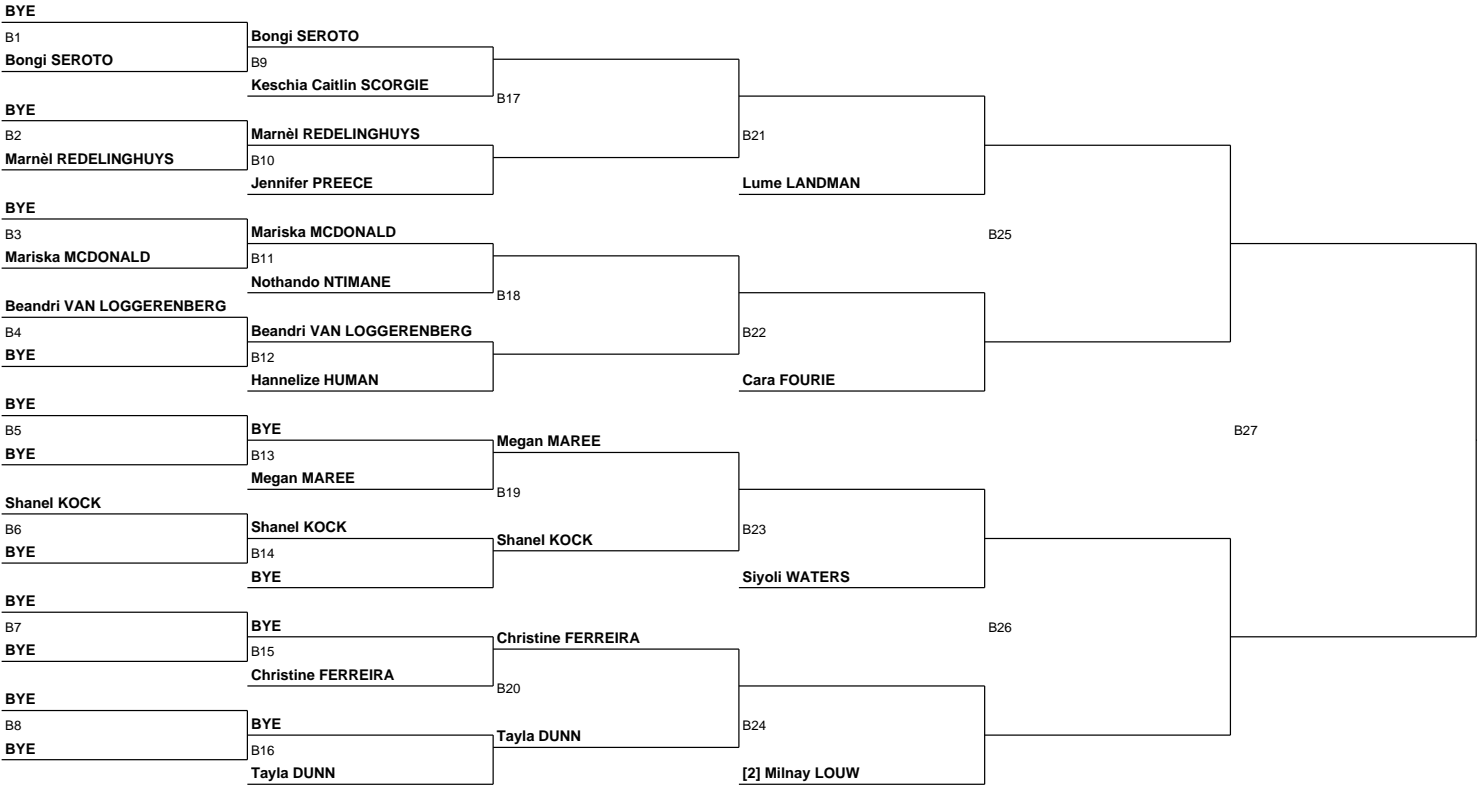 BYE
B1
Bongi SEROTO
BYE
B2
Marnèl REDELINGHUYS
BYE
B3
Mariska MCDONALD
Beandri VAN LOGGERENBERG
B4
BYE
BYE
B5
BYE
Shanel KOCK
B6
BYE
BYE
B7
BYE
BYE
B8
BYE
Bongi SEROTO
B9
Keschia Caitlin SCORGIE
Marnèl REDELINGHUYS
B10
Jennifer PREECE
Mariska MCDONALD
B11
Nothando NTIMANE
Beandri VAN LOGGERENBERG
B12
Hannelize HUMAN
BYE
B13
Megan MAREE
Shanel KOCK
B14
BYE
BYE
B15
Christine FERREIRA
BYE
B16
Tayla DUNN
B17
B18
Megan MAREE
B19
Shanel KOCK
Christine FERREIRA
B20
Tayla DUNN
B21
Lume LANDMAN
B22
Cara FOURIE
B23
Siyoli WATERS
B24
[2] Milnay LOUW
B25
B26
B27